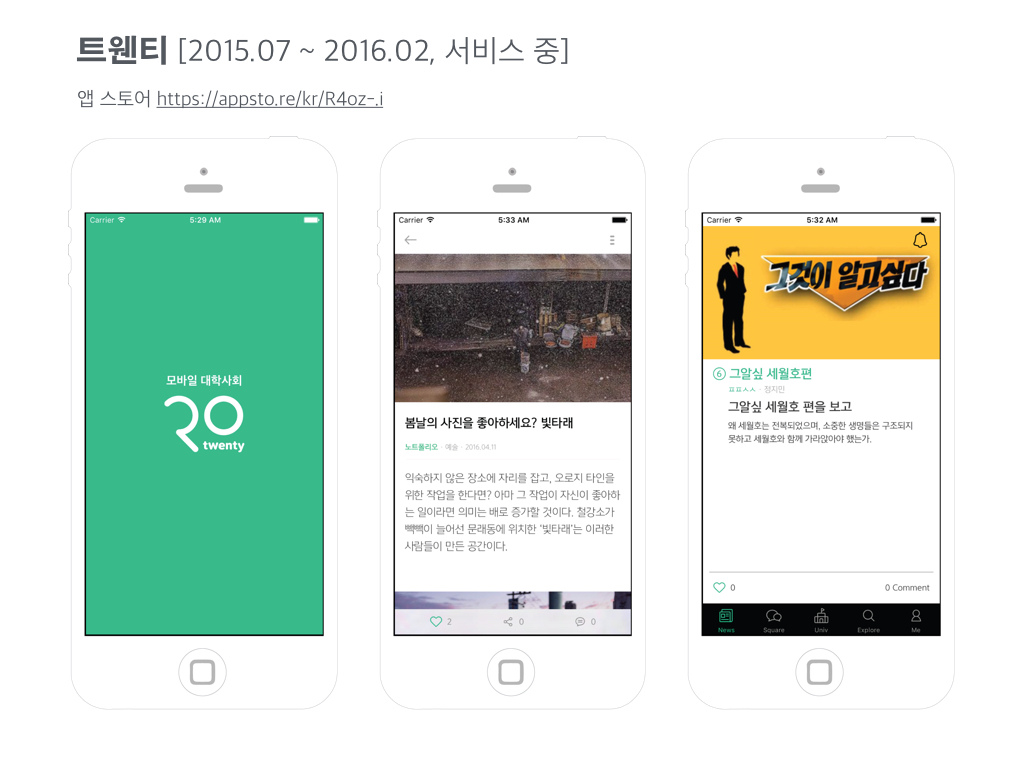 트웬티 [2015.07 ~ 2016.02, 서비스 중]
앱 스토어 https://appsto.re/kr/R4oz-.i
Carrier 5:29 AM
모바일 대학사회
20
twenty
Carrier 5:33 AM
봄날의 사진을 좋아하세요? 빛타래
노트폴리오 · 예술 · 2016.04.11
익숙하지 않은 장소에 자리를 잡고, 오로지 타인을
위한 작업을 한다면? 아마 그 작업이 자신이 좋아하
는 일이라면 의미는 배로 증가할 것이다. 철강소가
빽빽이 늘어선 문래동에 위치한 '빛타래'는 이러한
사람들이 만든 공간이다.
2 0 0
Carrier 5:32 AM
그것이 알고싶다
6 그알싶 세월호편
ㅍㅍㅅㅅ · 정지민
그알싶 세월호 편을 보고
왜 세월호는 전복되었으며, 소중한 생명들은 구조되지
못하고 세월호와 함께 가라앉아야 했는가.
0 0 Comment
News Square Univ Explore Me